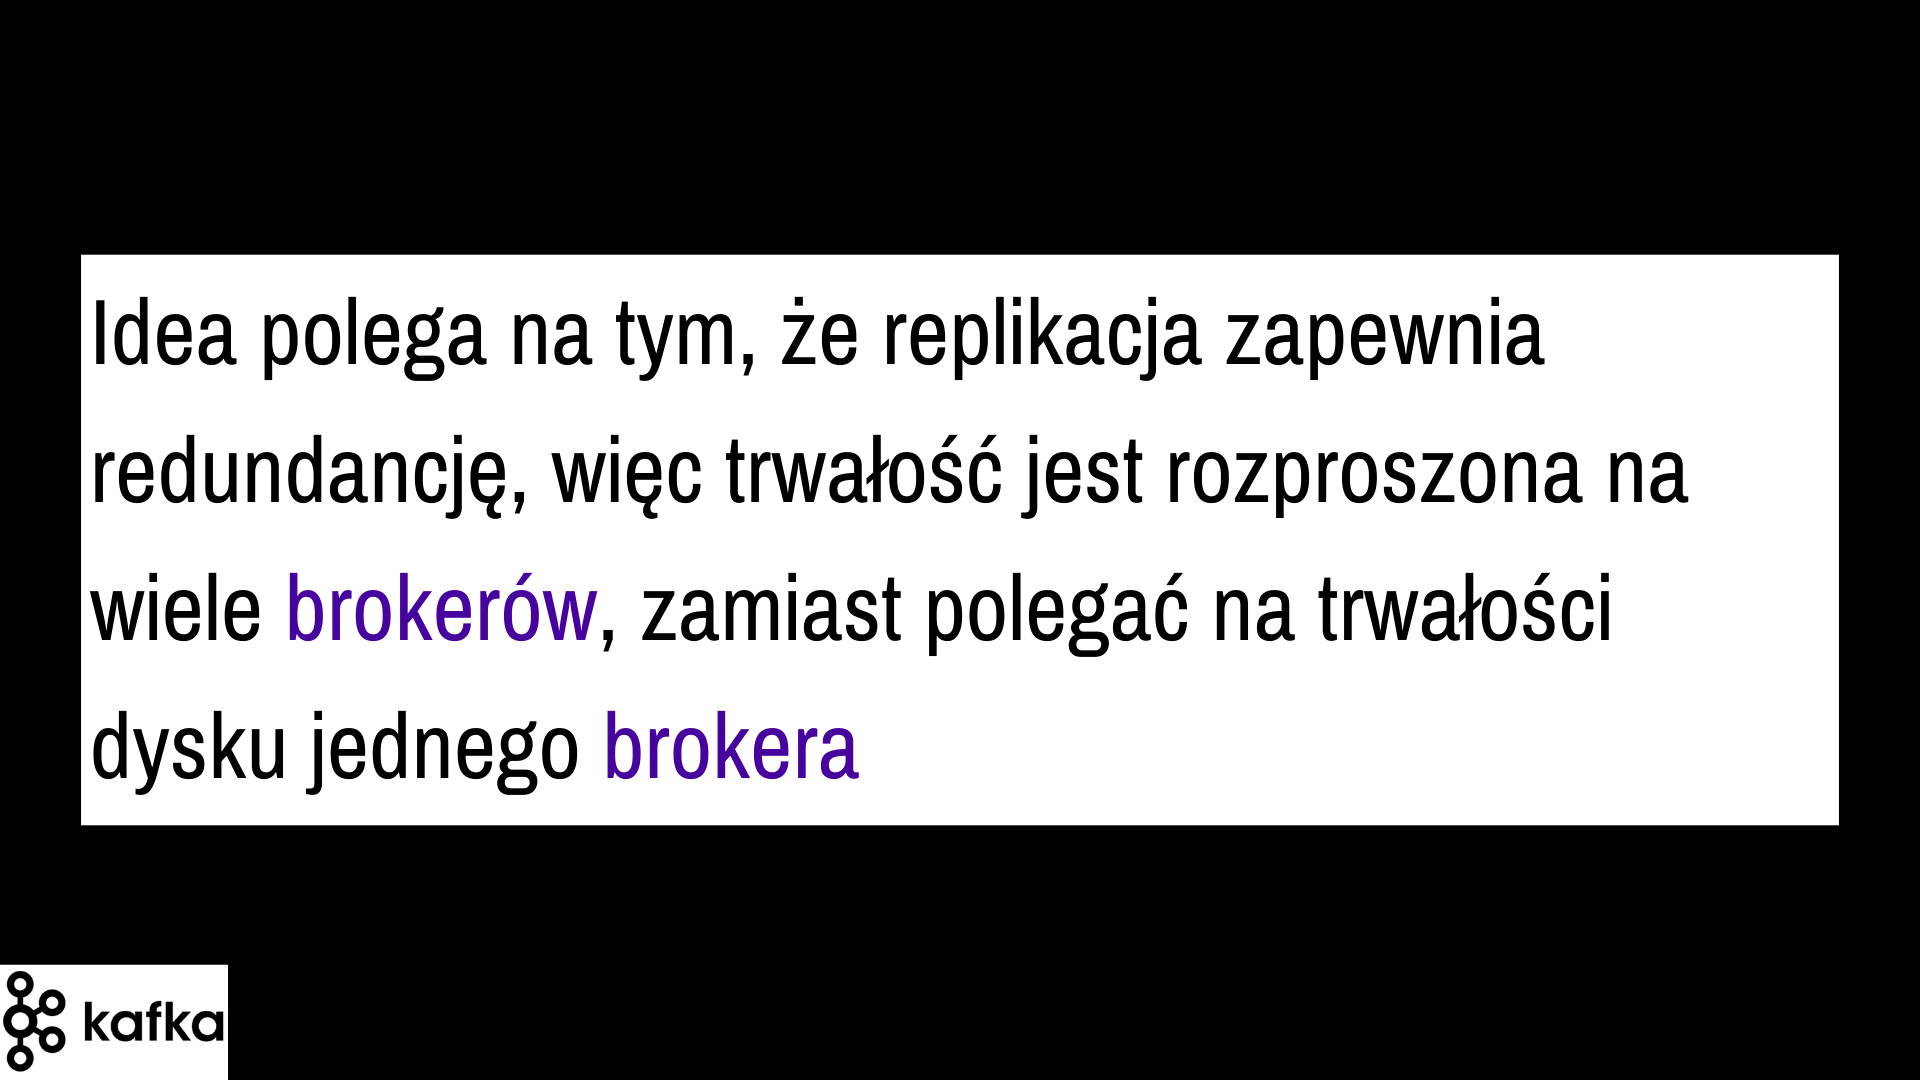 Idea polega na tym, że replikacja zapewnia
redundancję, więc trwałość jest rozproszona na
wiele brokerów, zamiast polegać na trwałości
dysku jednego brokera
kafka